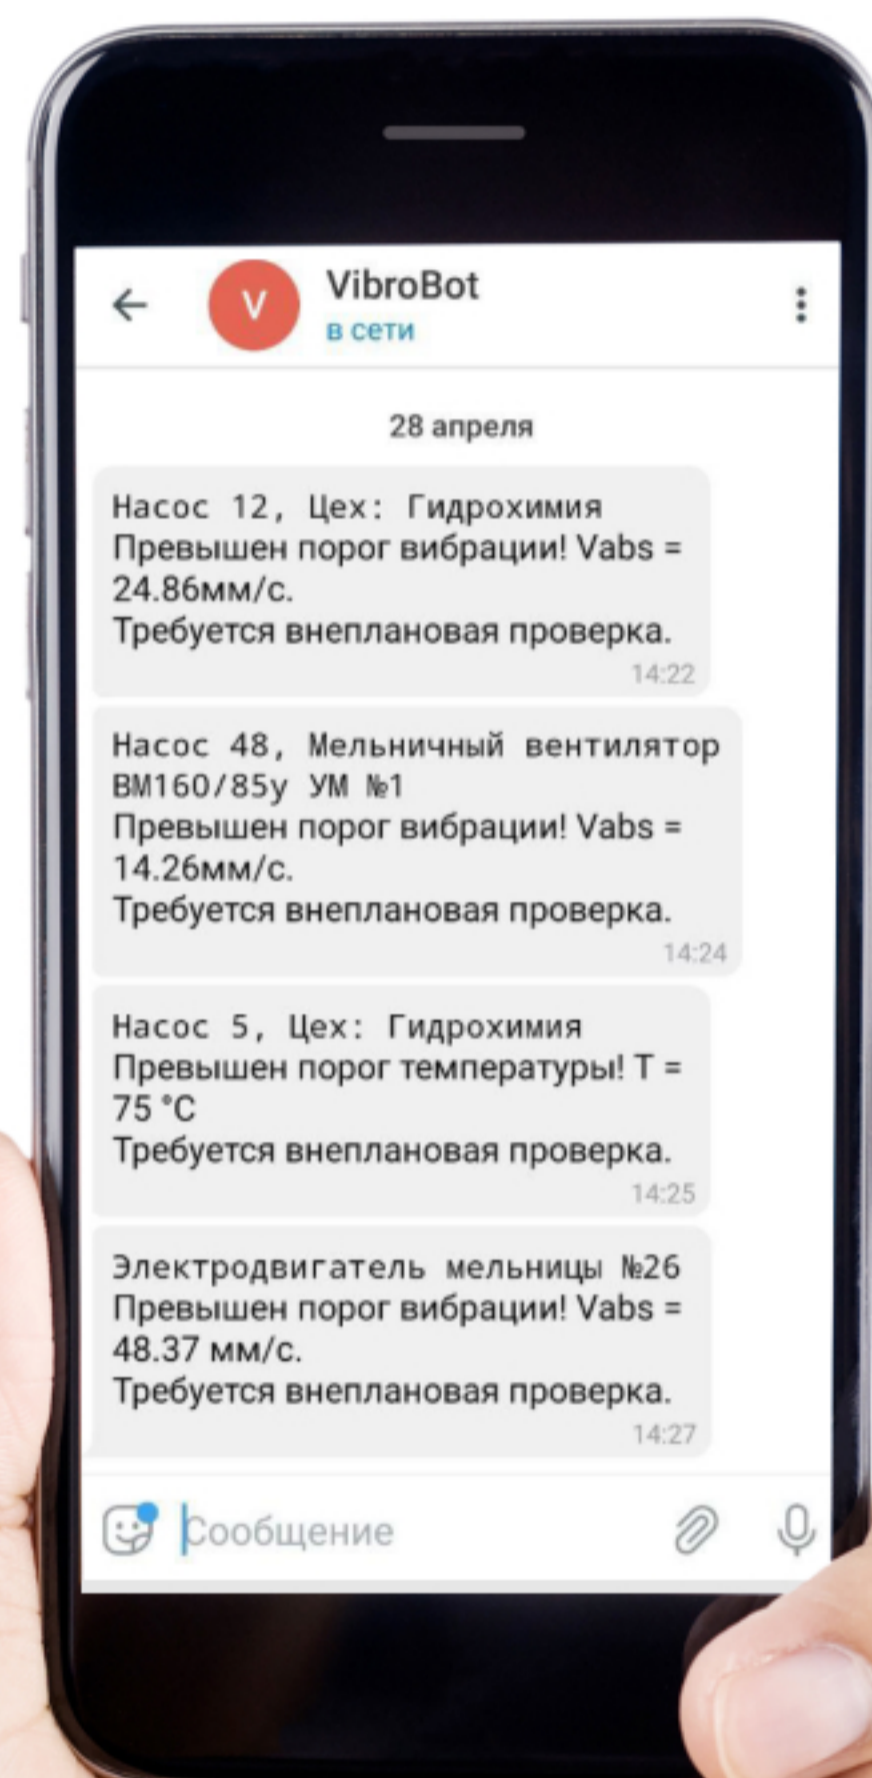 V
VibroBot
в сети
28 апреля
Насос 12, Цех: Гидрохимия
Превышен порог вибрации! Vabs =
24.86мм/с.
Требуется внеплановая проверка.
14:22
Насос 48, Мельничный вентилятор
ВМ160/85у УМ №1
Превышен порог вибрации! Vabs =
14.26мм/с.
Требуется внеплановая проверка.
14:24
Насос 5, Цех: Гидрохимия
Превышен порог температуры! T =
75 °C
Требуется внеплановая проверка.
14:25
Электродвигатель мельницы №26
Превышен порог вибрации! Vabs =
48.37 мм/с.
Требуется внеплановая проверка.
14:27
Сообщение